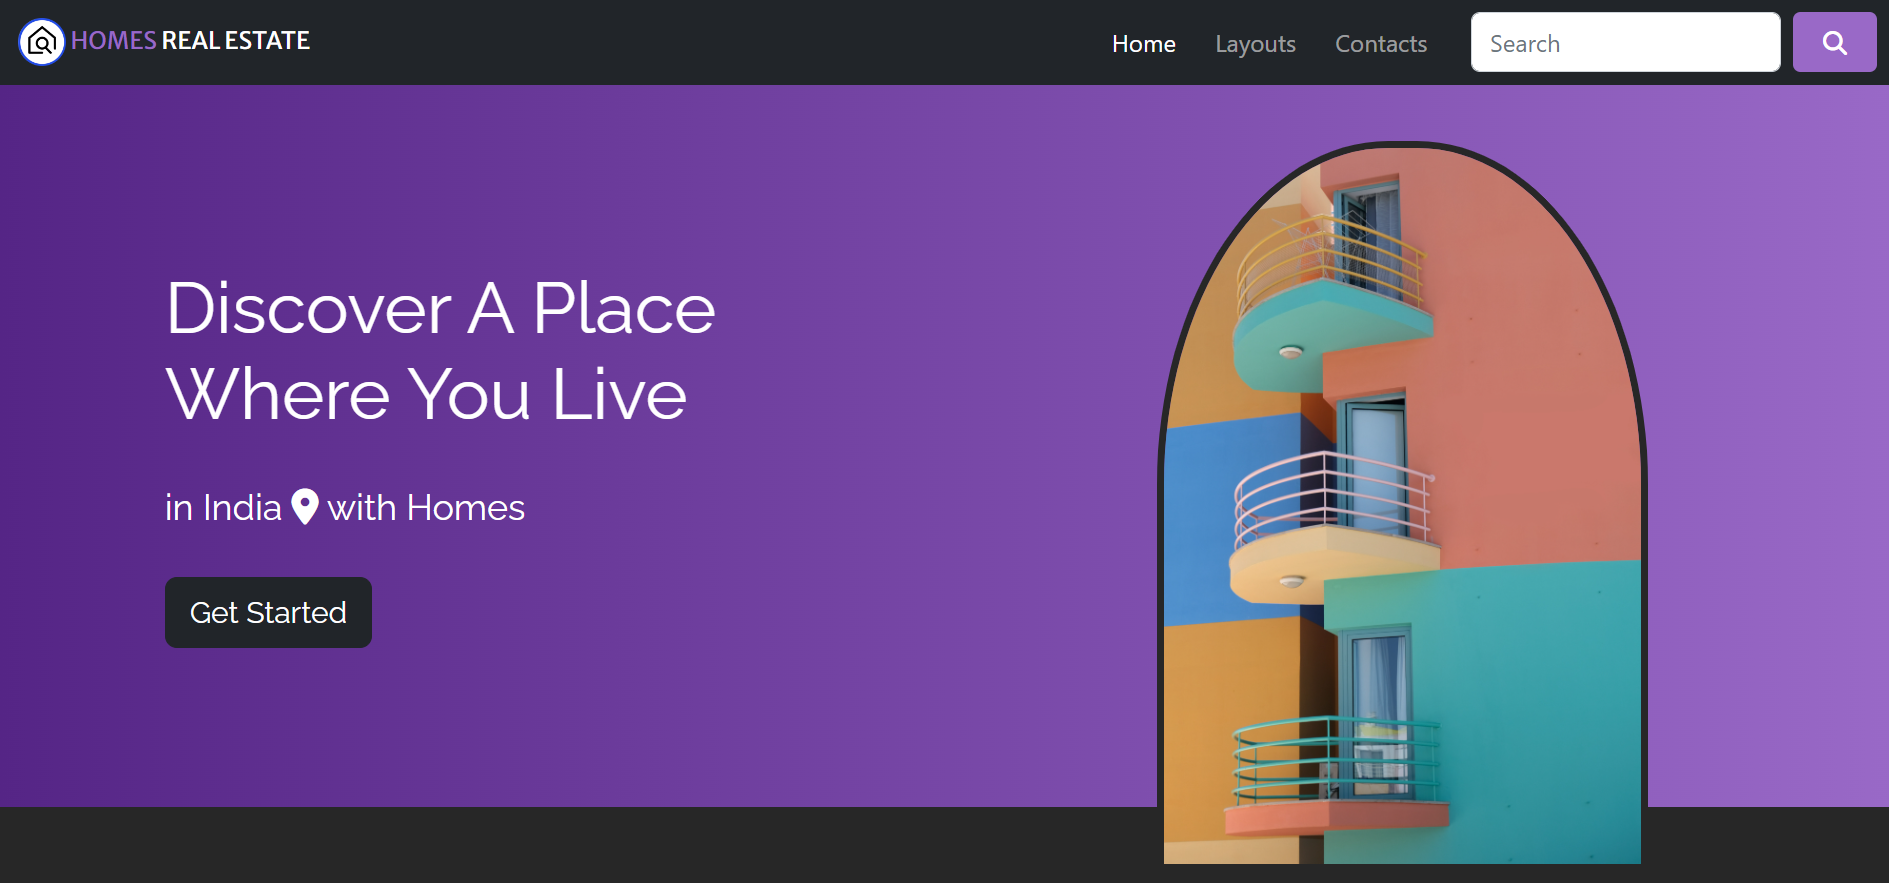 HOMES REAL ESTATE
Home Layouts Contacts Search
Discover A Place
Where You Live
in India with Homes
Get Started